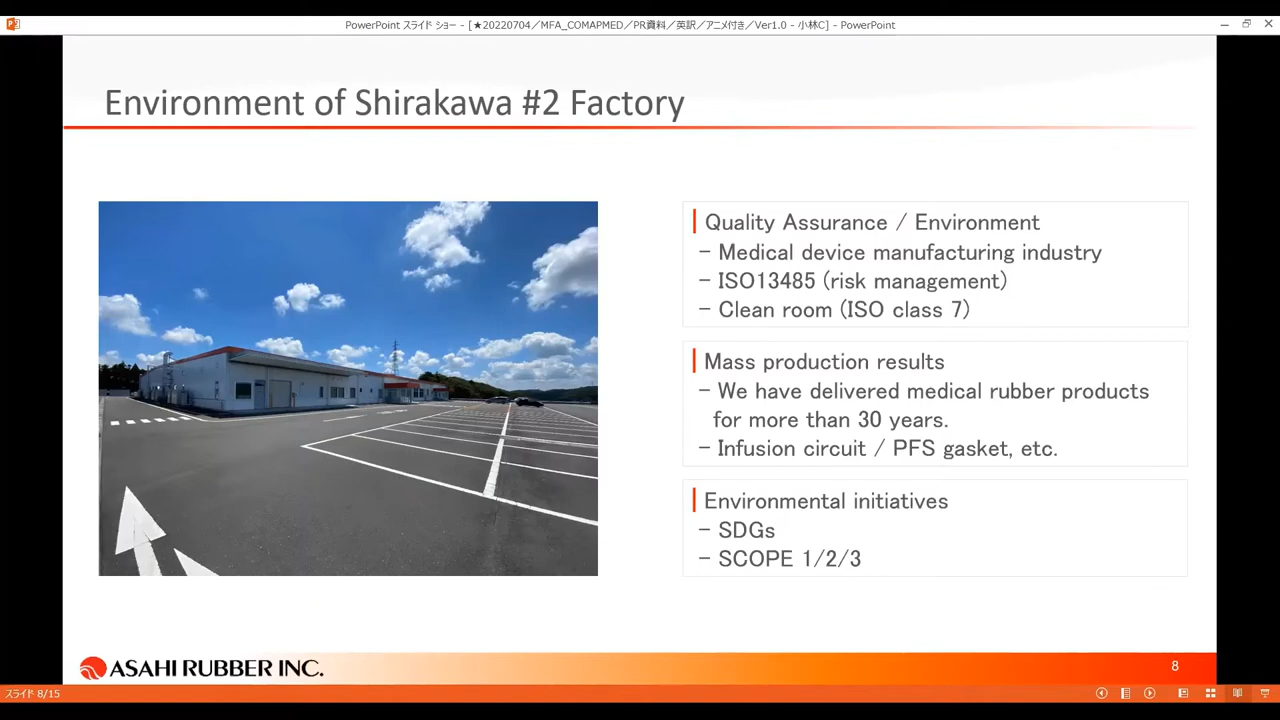 PowerPoint スライド ショー - [★20220704／MFA_COMAPMED／PR資料／英訳／アニメ付き／Ver1.0 - 小林C] - PowerPoint
Environment of Shirakawa #2 Factory
Quality Assurance / Environment
- Medical device manufacturing industry
- ISO13485 (risk management)
- Clean room (ISO class 7)
Mass production results
- We have delivered medical rubber products
for more than 30 years.
- Infusion circuit / PFS gasket, etc.
Environmental initiatives
- SDGs
- SCOPE 1/2/3
ASAHI RUBBER INC.
8
スライド 8/15